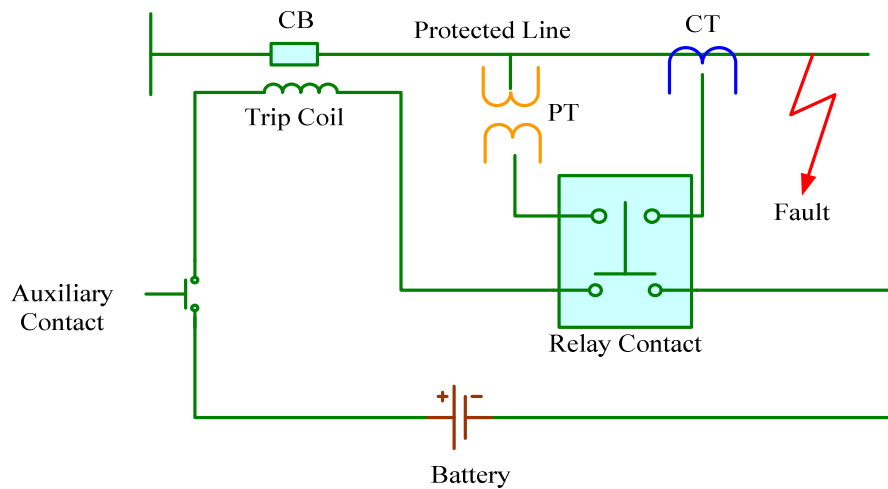 CB
Protected Line
CT
Trip Coil
PT
Fault
Auxiliary
Contact
Relay Contact
+ −
Battery